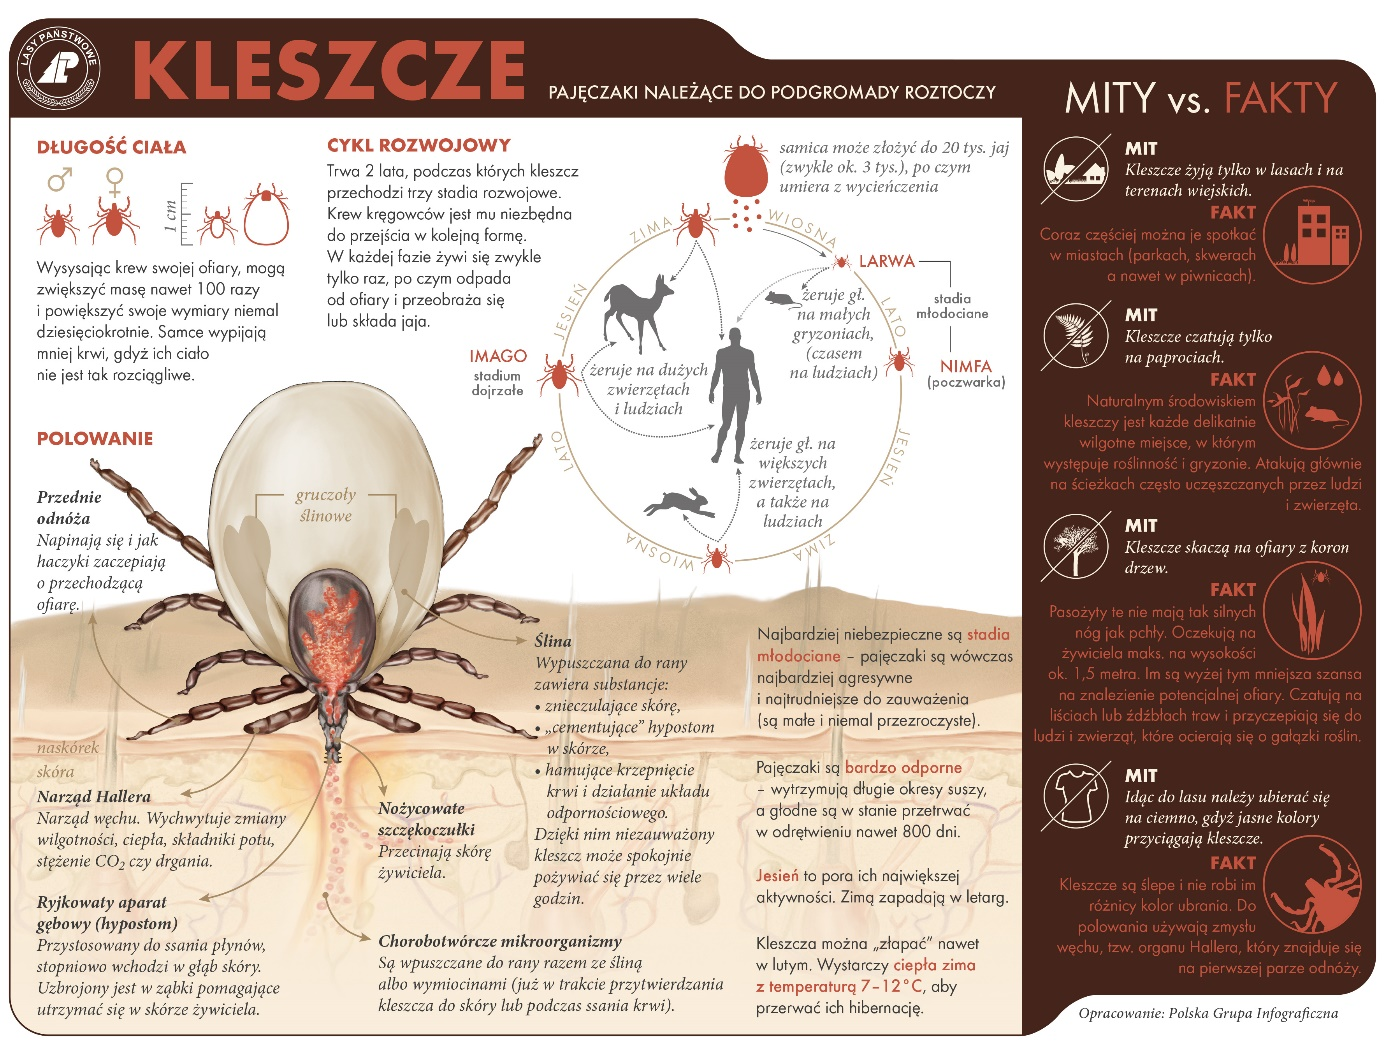 LASY PAŃSTWOWE
KLESZCZE
PAJĘCZAKI NALEŻĄCE DO PODGROMADY ROZTOCZY
DŁUGOŚĆ CIAŁA
1 cm
Wysysając krew swojej ofiary, mogą
zwiększyć masę nawet 100 razy
i powiększyć swoje wymiary niemal
dziesięciokrotnie. Samce wypijają
mniej krwi, gdyż ich ciało
nie jest tak rozciągliwe.
CYKL ROZWOJOWY
Trwa 2 lata, podczas których kleszcz
przechodzi trzy stadia rozwojowe.
Krew kręgowców jest mu niezbędna
do przejścia w kolejną formę.
W każdej fazie żywi się zwykle
tylko raz, po czym odpada
od ofiary i przeobraża się
lub składa jaja.
samica może złożyć do 20 tys. jaj
(zwykle ok. 3 tys.), po czym
umiera z wycieńczenia
ZIMA
WIOSNA
LARWA
stadia
młodociane
NIMFA
(poczwarka)
LATO
JESIEŃ
ZIMA
WIOSNA
LATO
JESIEŃ
IMAGO
stadium
dojrzałe
żeruje gł.
na małych
gryzoniach,
(czasem
na ludziach)
żeruje na dużych
zwierzętach
i ludziach
żeruje gł. na
większych
zwierzętach,
a także na
ludziach
POLOWANIE
Przednie
odnóża
Napinają się i jak
haczyki zaczepiają
o przechodzącą
ofiarę.
gruczoły
ślinowe
naskórek
skóra
Narząd Hallera
Narząd węchu. Wychwytuje zmiany
wilgotności, ciepła, składniki potu,
stężenie CO₂ czy drgania.
Ryjkowaty aparat
gębowy (hypostom)
Przystosowany do ssania płynów,
stopniowo wchodzi w głąb skóry.
Uzbrojony jest w ząbki pomagające
utrzymać się w skórze żywiciela.
Nożycowate
szczękoczułki
Przecinają skórę
żywiciela.
Ślina
Wypuszczana do rany
zawiera substancje:
• znieczulające skórę,
• „cementujące” hypostom
w skórze,
• hamujące krzepnięcie
krwi i działanie układu
odpornościowego.
Dzięki nim niezauważony
kleszcz może spokojnie
pożywiać się przez wiele
godzin.
Chorobotwórcze mikroorganizmy
Są wpuszczane do rany razem ze śliną
albo wymiocinami (już w trakcie przytwierdzania
kleszcza do skóry lub podczas ssania krwi).
Najbardziej niebezpieczne są stadia
młodociane – pajęczaki są wówczas
najbardziej agresywne
i najtrudniejsze do zauważenia
(są małe i niemal przezroczyste).
Pajęczaki są bardzo odporne
– wytrzymują długie okresy suszy,
a głodne są w stanie przetrwać
w odrętwieniu nawet 800 dni.
Jesień to pora ich największej
aktywności. Zimą zapadają w letarg.
Kleszcza można „złapać” nawet
w lutym. Wystarczy ciepła zima
z temperaturą 7–12°C, aby
przerwać ich hibernację.
MITY vs. FAKTY
MIT
Kleszcze żyją tylko w lasach i na
terenach wiejskich.
FAKT
Coraz częściej można je spotkać
w miastach (parkach, skwerach
a nawet w piwnicach).
MIT
Kleszcze czatują tylko
na paprociach.
FAKT
Naturalnym środowiskiem
kleszczy jest każde delikatnie
wilgotne miejsce, w którym
występuje roślinność i gryzonie. Atakują głównie
na ścieżkach często uczęszczanych przez ludzi
i zwierzęta.
MIT
Kleszcze skaczą na ofiary z koron
drzew.
FAKT
Pasożyty te nie mają tak silnych
nóg jak pchły. Oczekują na
żywiciela maks. na wysokości
ok. 1,5 metra. Im są wyżej tym mniejsza szansa
na znalezienie potencjalnej ofiary. Czatują na
liściach lub źdźbłach traw i przyczepiają się do
ludzi i zwierząt, które ocierają się o gałązki roślin.
MIT
Idąc do lasu należy ubierać się
na ciemno, gdyż jasne kolory
przyciągają kleszcze.
FAKT
Kleszcze są ślepe i nie robi im
różnicy kolor ubrania. Do
polowania używają zmysłu
węchu, tzw. organu Hallera, który znajduje się
na pierwszej parze odnóży.
Opracowanie: Polska Grupa Infograficzna